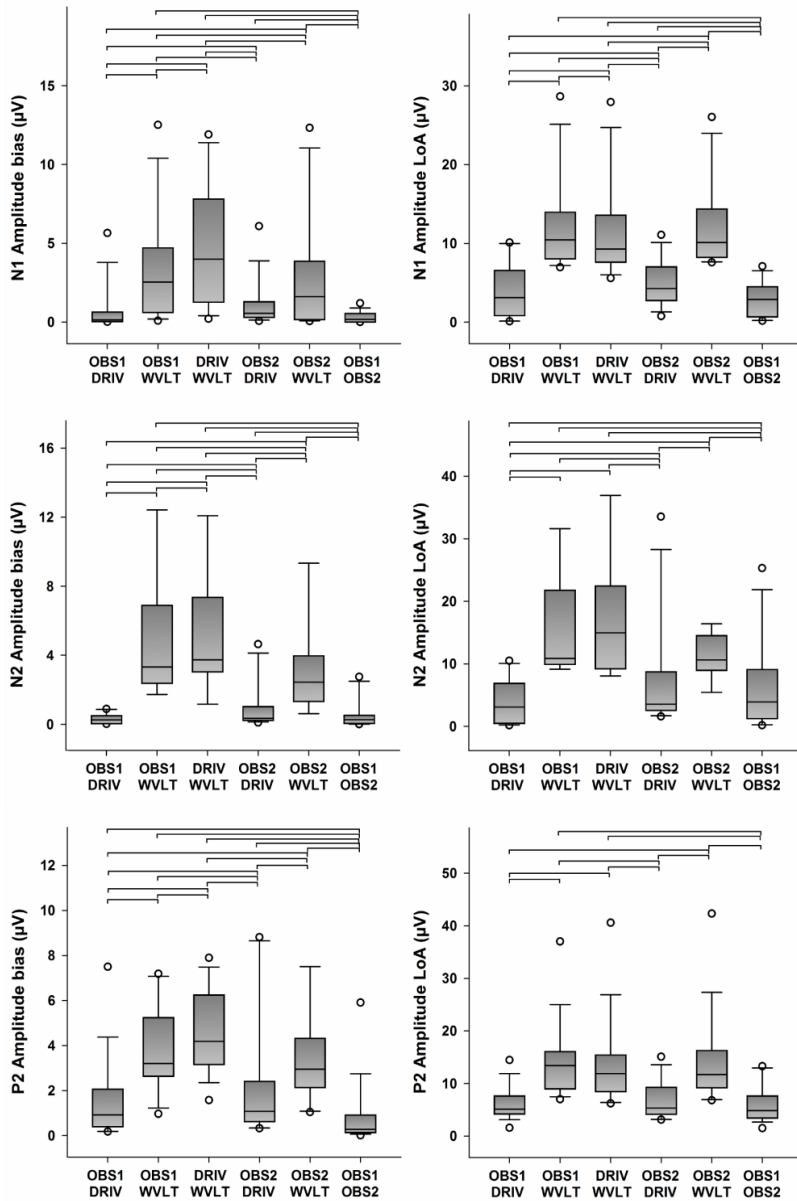 N1 Amplitude bias (µV)
15
10
5
0
OBS1 OBS1 DRIV OBS2 OBS2 OBS1
DRIV WVLT WVLT DRIV WVLT OBS2
N1 Amplitude LoA (µV)
30
20
10
0
OBS1 OBS1 DRIV OBS2 OBS2 OBS1
DRIV WVLT WVLT DRIV WVLT OBS2
N2 Amplitude bias (µV)
16
12
8
4
0
OBS1 OBS1 DRIV OBS2 OBS2 OBS1
DRIV WVLT WVLT DRIV WVLT OBS2
N2 Amplitude LoA (µV)
40
30
20
10
0
OBS1 OBS1 DRIV OBS2 OBS2 OBS1
DRIV WVLT WVLT DRIV WVLT OBS2
P2 Amplitude bias (µV)
12
10
8
6
4
2
0
OBS1 OBS1 DRIV OBS2 OBS2 OBS1
DRIV WVLT WVLT DRIV WVLT OBS2
P2 Amplitude LoA (µV)
50
40
30
20
10
0
OBS1 OBS1 DRIV OBS2 OBS2 OBS1
DRIV WVLT WVLT DRIV WVLT OBS2